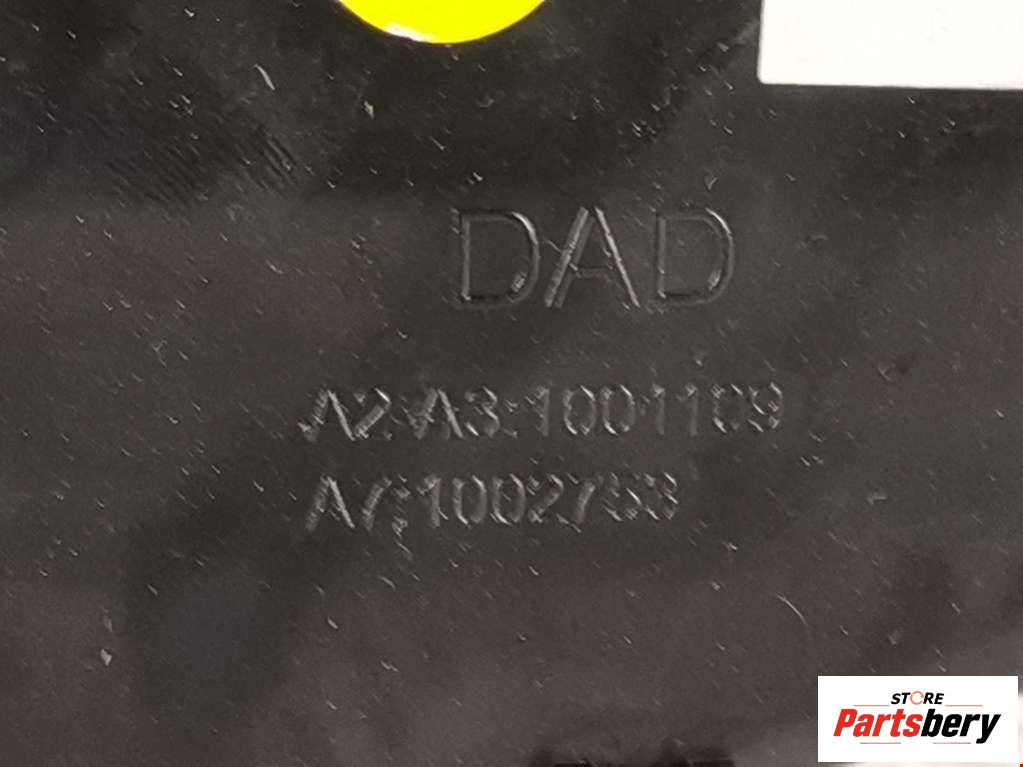 DAD
A2:A3:1001109
A7:1002753
STORE
Partsbery